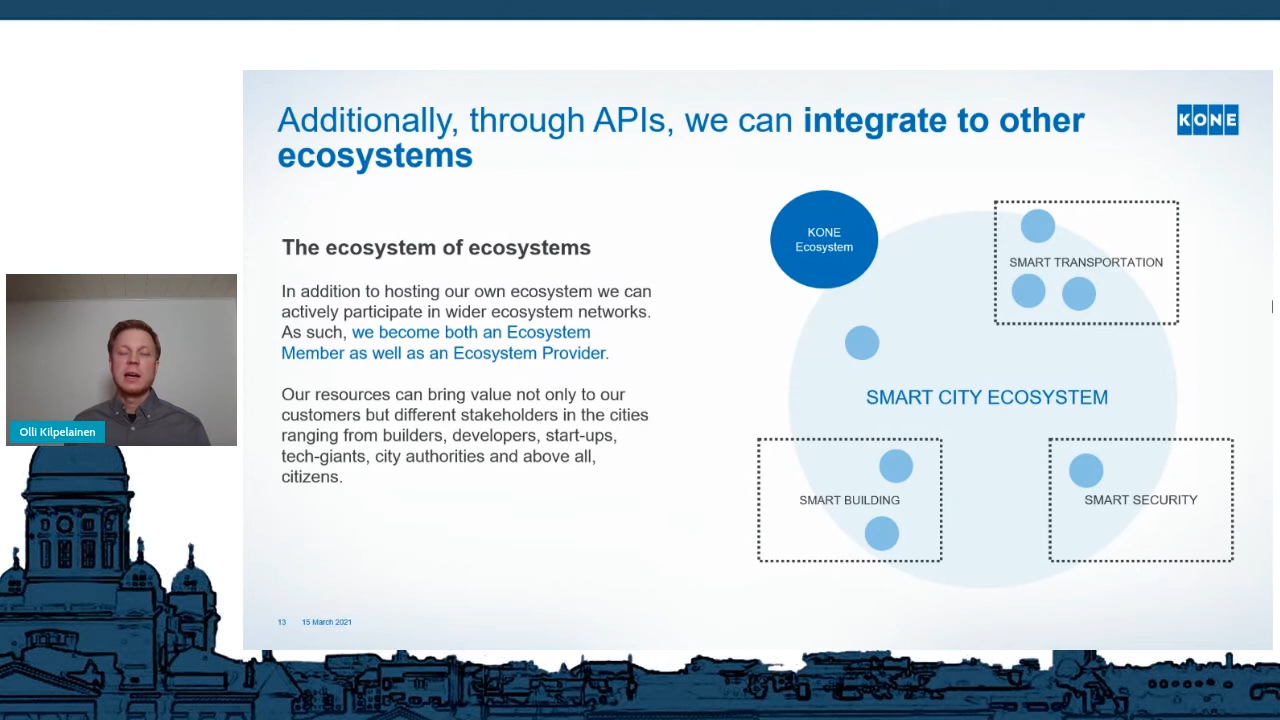 Additionally, through APIs, we can integrate to other
ecosystems
KONE
The ecosystem of ecosystems
In addition to hosting our own ecosystem we can
actively participate in wider ecosystem networks.
As such, we become both an Ecosystem
Member as well as an Ecosystem Provider.
Our resources can bring value not only to our
customers but different stakeholders in the cities
ranging from builders, developers, start-ups,
tech-giants, city authorities and above all,
citizens.
KONE
Ecosystem
SMART TRANSPORTATION
SMART CITY ECOSYSTEM
SMART BUILDING
SMART SECURITY
Olli Kilpelainen
13 15 March 2021